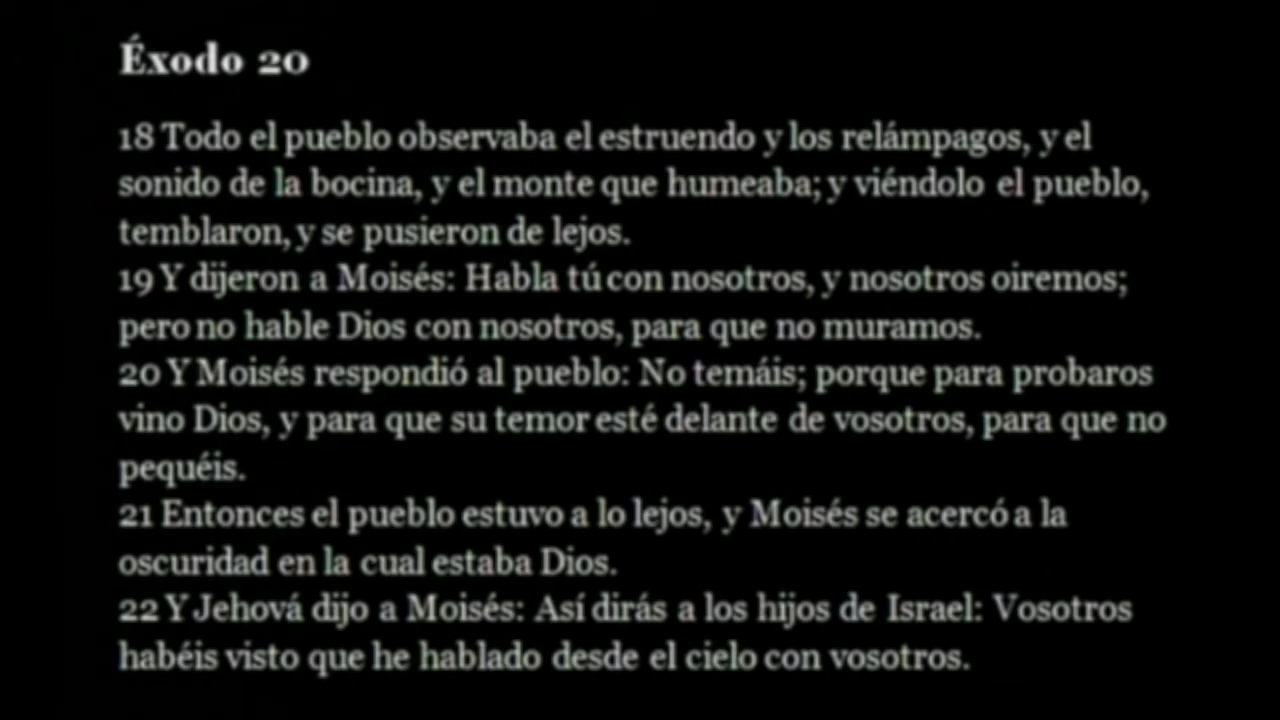 Éxodo 20
18 Todo el pueblo observaba el estruendo y los relámpagos, y el
sonido de la bocina, y el monte que humeaba; y viéndolo el pueblo,
temblaron, y se pusieron de lejos.
19 Y dijeron a Moisés: Habla tú con nosotros, y nosotros oiremos;
pero no hable Dios con nosotros, para que no muramos.
20 Y Moisés respondió al pueblo: No temáis; porque para probaros
vino Dios, y para que su temor esté delante de vosotros, para que no
pequéis.
21 Entonces el pueblo estuvo a lo lejos, y Moisés se acercó a la
oscuridad en la cual estaba Dios.
22 Y Jehová dijo a Moisés: Así dirás a los hijos de Israel: Vosotros
habéis visto que he hablado desde el cielo con vosotros.